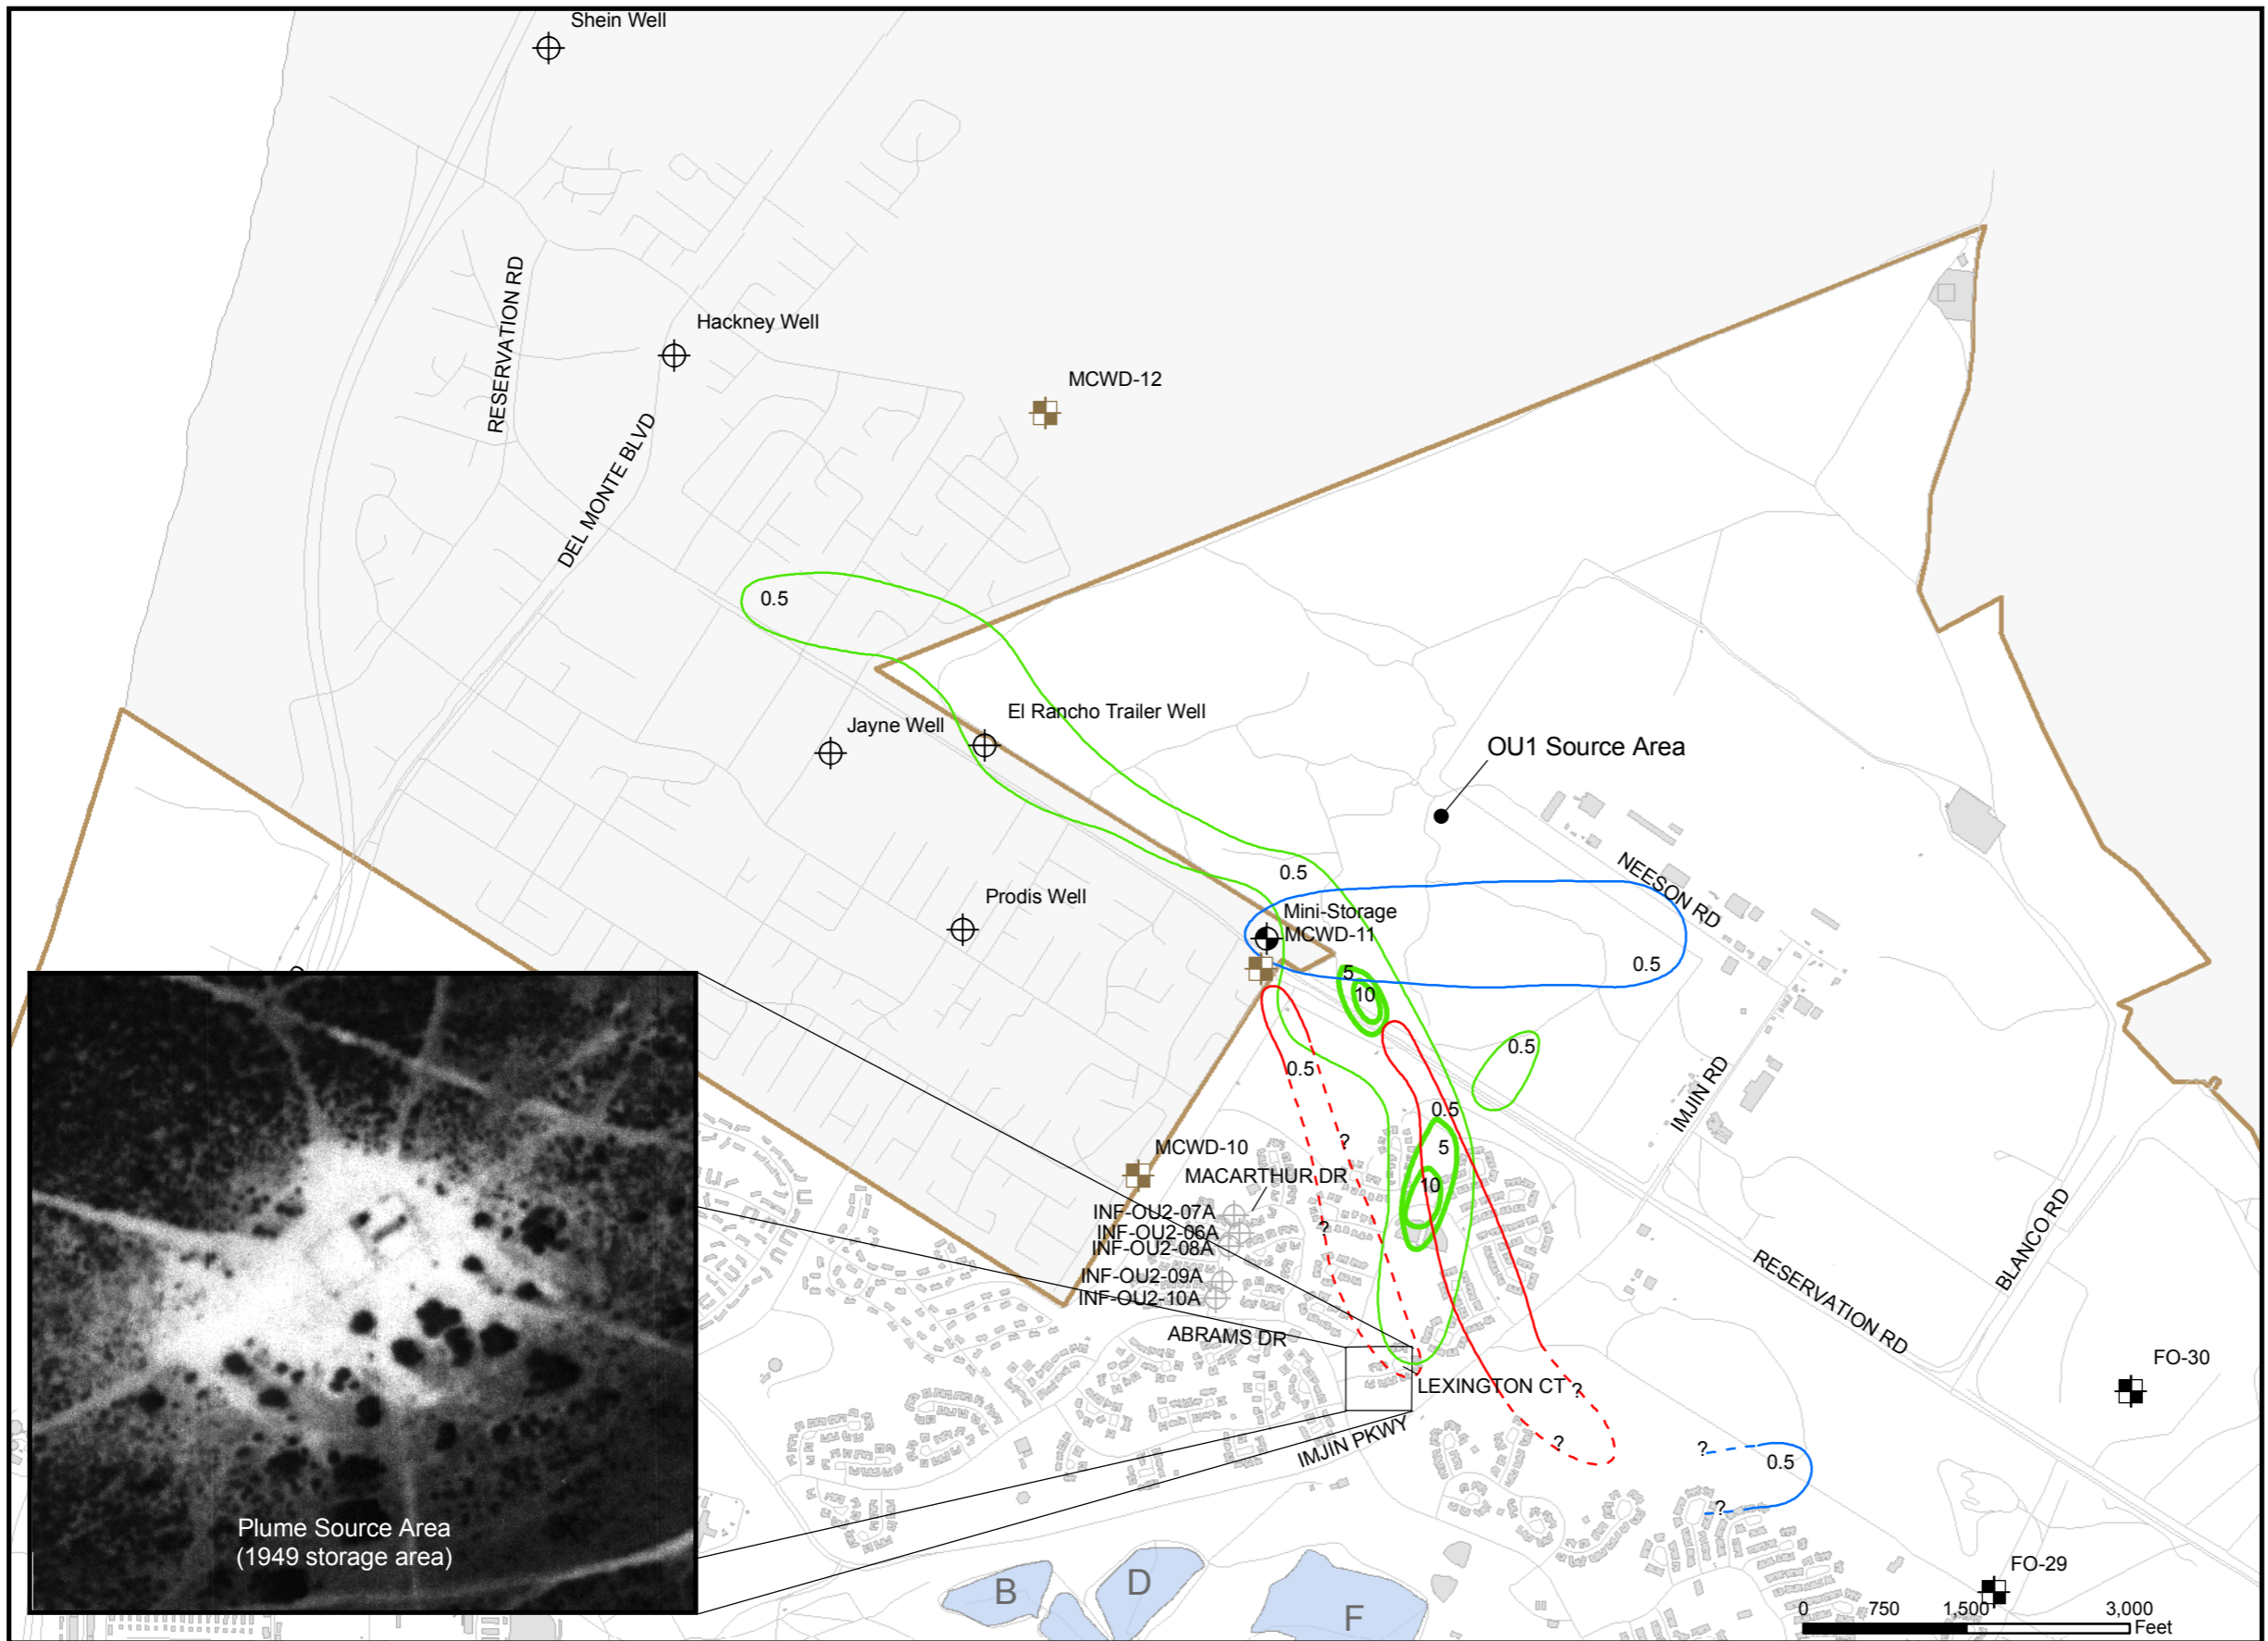 Shein Well
Hackney Well
RESERVATION RD
MCWD-12
DEL MONTE BLVD
0.5
El Rancho Trailer Well
Jayne Well
OU1 Source Area
NEESON RD
0.5
Prodis Well
Mini-Storage
MCWD-11
0.5
5
10
0.5
0.5
IMJIN RD
0.5
?
5
MCWD-10
MACARTHUR DR
10
INF-OU2-07A
INF-OU2-06A
INF-OU2-08A
?
INF-OU2-09A
INF-OU2-10A
BLANCO RD
RESERVATION RD
ABRAMS DR
FO-30
LEXINGTON CT
?
IMJIN PKWY
?
?
0.5
?
Plume Source Area
(1949 storage area)
B
D
F
FO-29
0 750 1,500 3,000
Feet